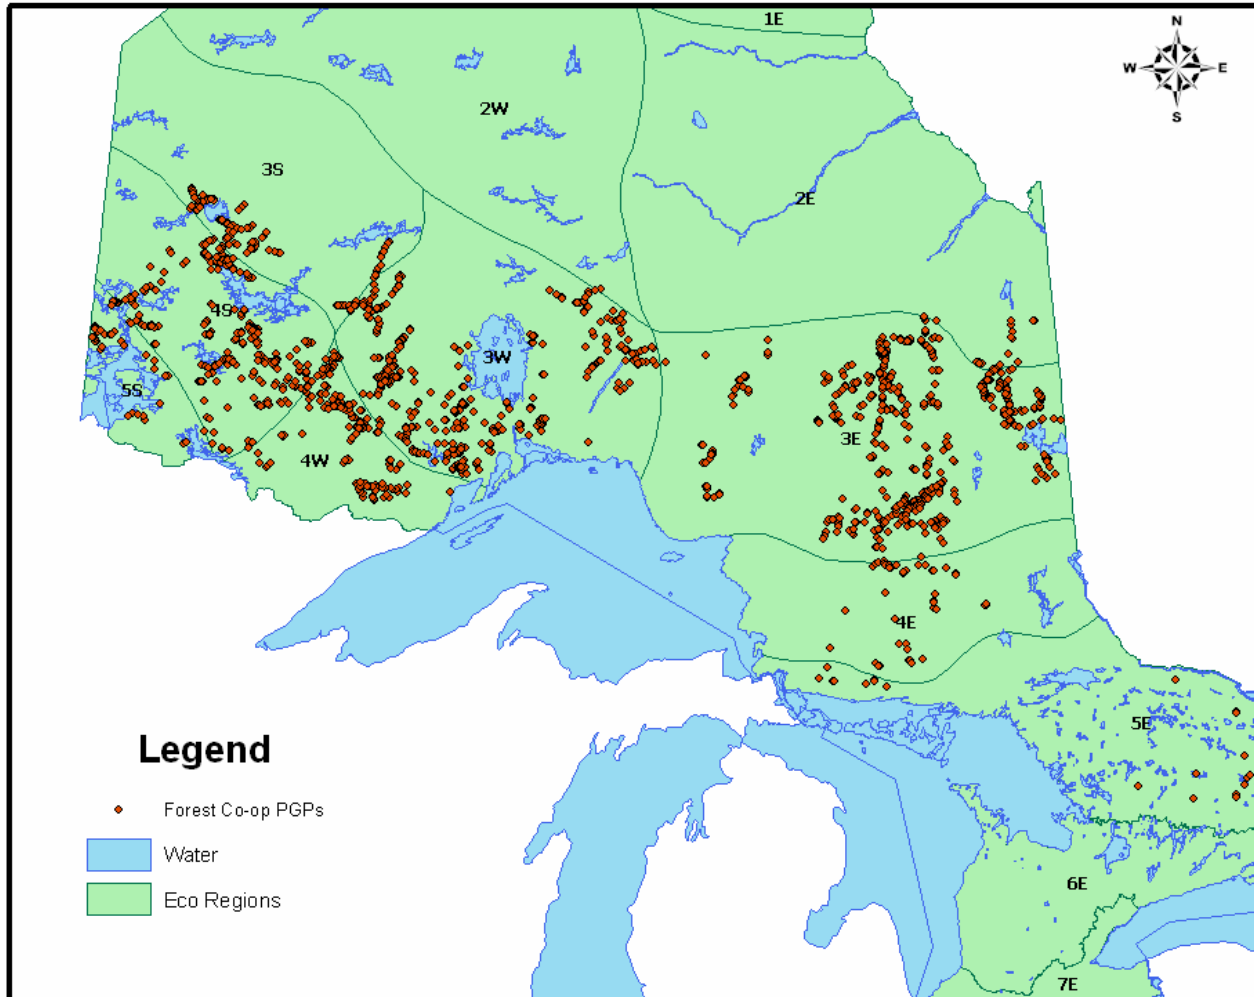 1E
N
W E
S
2W
3S
2E
4S
3W
5S
3E
4W
4E
5E
Legend
Forest Co-op PGPs
Water
Eco Regions
6E
7E